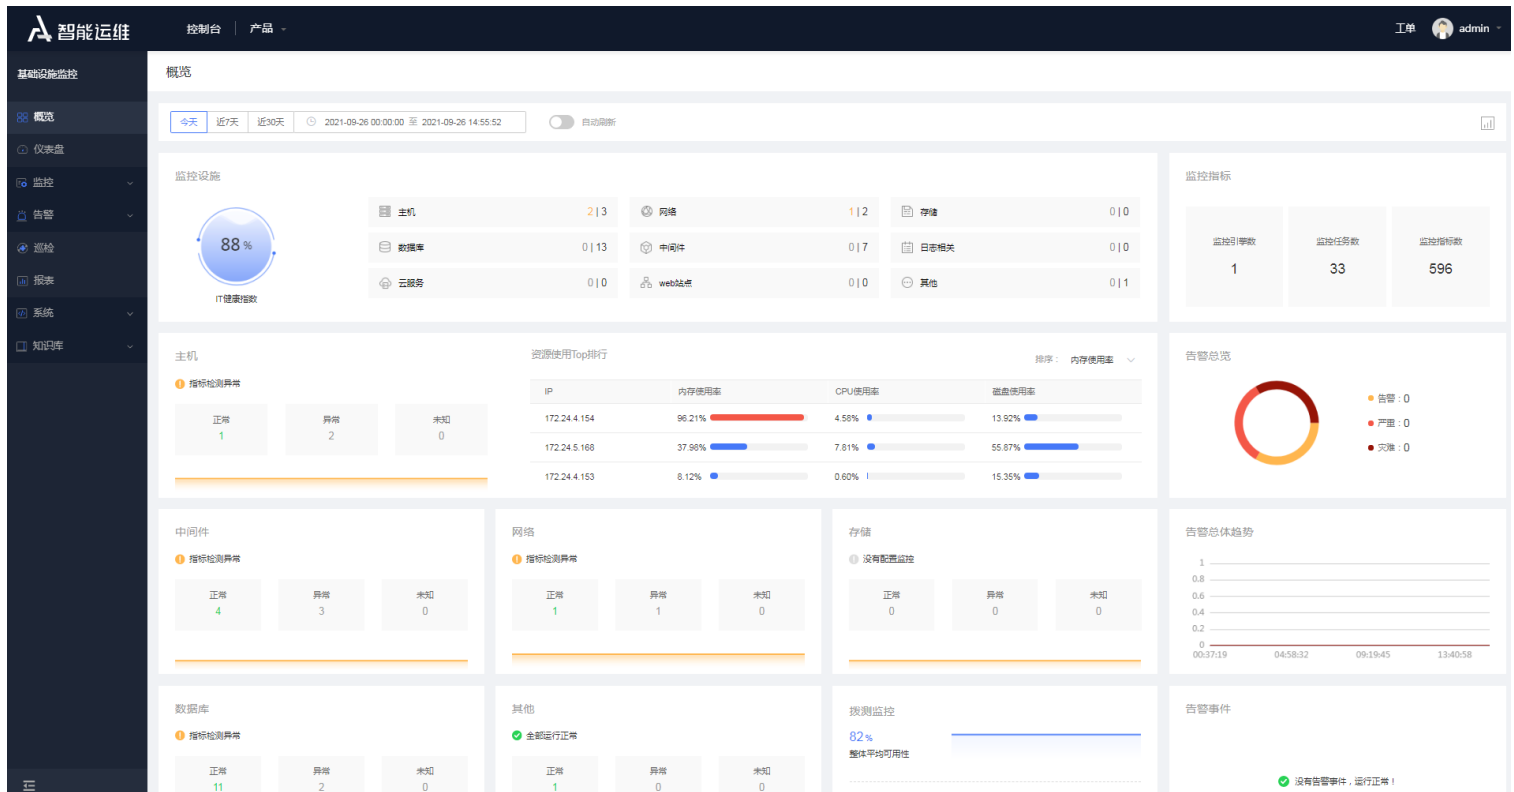 智能运维 控制台 产品 工单 admin
基础设施监控
概览
仪表盘
监控
告警
巡检
报表
系统
知识库
概览
今天 近7天 近30天 2021-09-26 00:00:00 至 2021-09-26 14:55:52 自动刷新
监控设施
88%
IT健康指数
主机 2 | 3
网络 1 | 2
存储 0 | 0
数据库 0 | 13
中间件 0 | 7
日志相关 0 | 0
云服务 0 | 0
web站点 0 | 0
其他 0 | 1
监控指标
监控引擎数 监控任务数 监控指标数
1 33 596
主机
指标检测异常
正常 异常 未知
1 2 0
资源使用Top排行 排序： 内存使用率
IP 内存使用率 CPU使用率 磁盘使用率
172.24.4.154 96.21% 4.58% 13.92%
172.24.5.168 37.98% 7.81% 55.87%
172.24.4.153 8.12% 0.60% 15.35%
告警总览
告警 : 0
严重 : 0
灾难 : 0
中间件
指标检测异常
正常 异常 未知
4 3 0
网络
指标检测异常
正常 异常 未知
1 1 0
存储
没有配置监控
正常 异常 未知
0 0 0
告警总体趋势
1
0.8
0.6
0.4
0.2
0
00:37:19 04:58:32 09:19:45 13:40:58
数据库
指标检测异常
正常 异常 未知
11 2 0
其他
全部运行正常
正常 异常 未知
1 0 0
拨测监控
82%
整体平均可用性
告警事件
没有告警事件，运行正常！